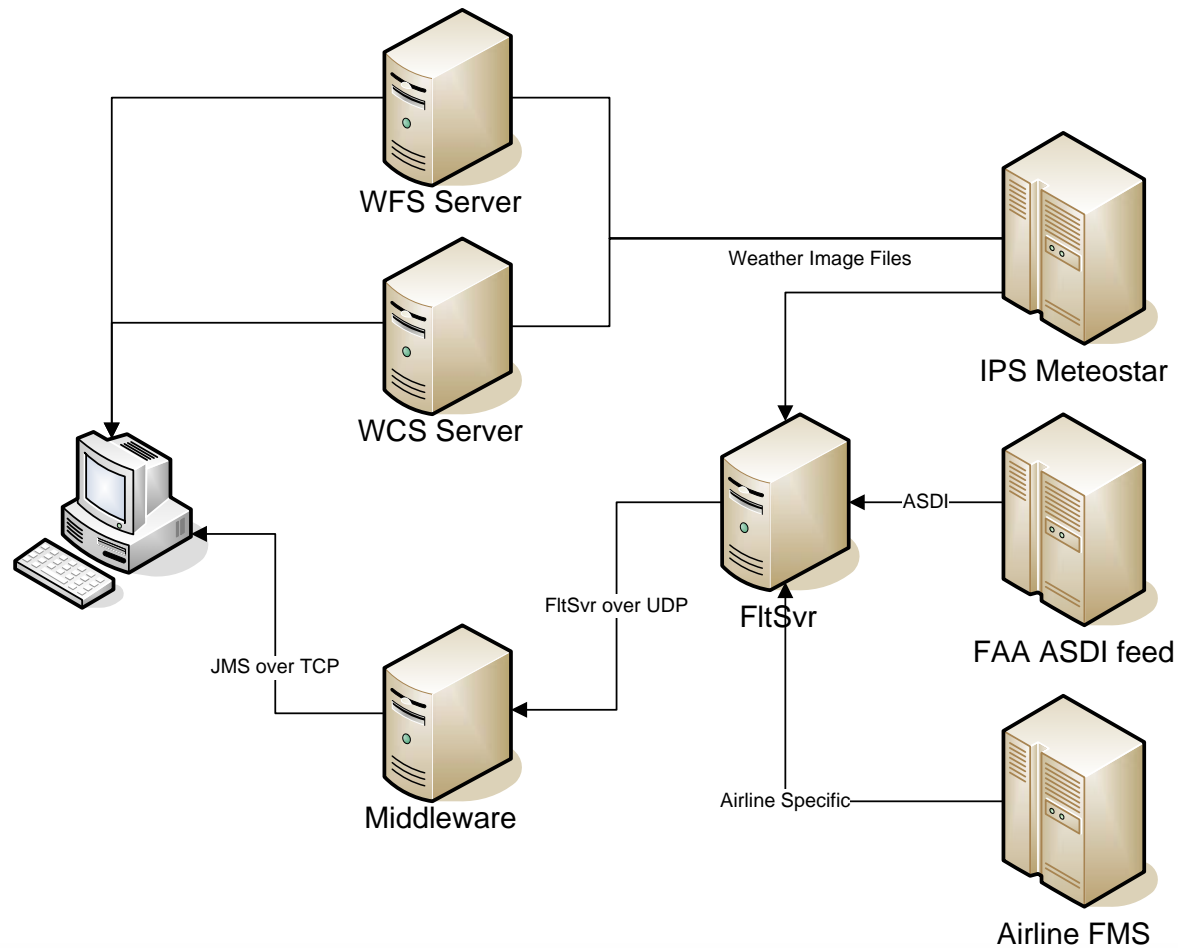 WFS Server
Weather Image Files
IPS Meteostar
WCS Server
ASDI
FltSvr over UDP
FltSvr
FAA ASDI feed
JMS over TCP
Airline Specific
Middleware
Airline FMS